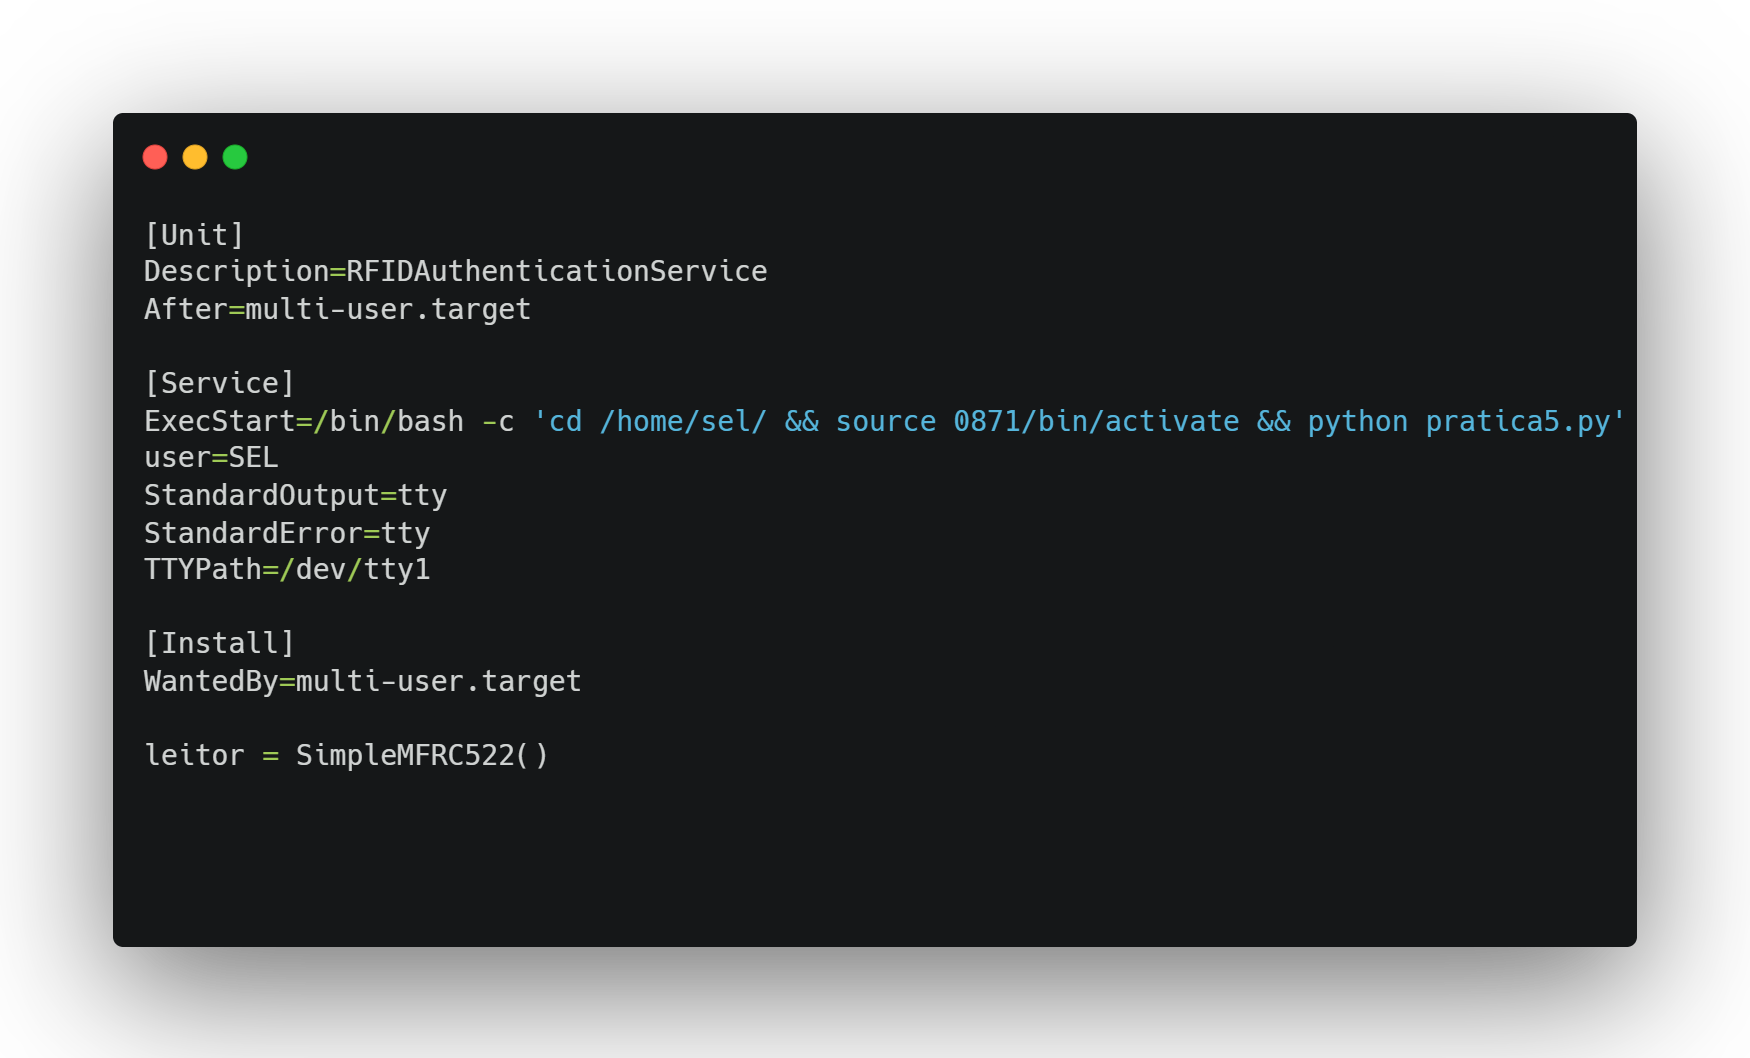 [Unit]
Description=RFIDAuthenticationService
After=multi-user.target
[Service]
ExecStart=/bin/bash -c 'cd /home/sel/ && source 0871/bin/activate && python pratica5.py'
user=SEL
StandardOutput=tty
StandardError=tty
TTYPath=/dev/tty1
[Install]
WantedBy=multi-user.target
leitor = SimpleMFRC522()